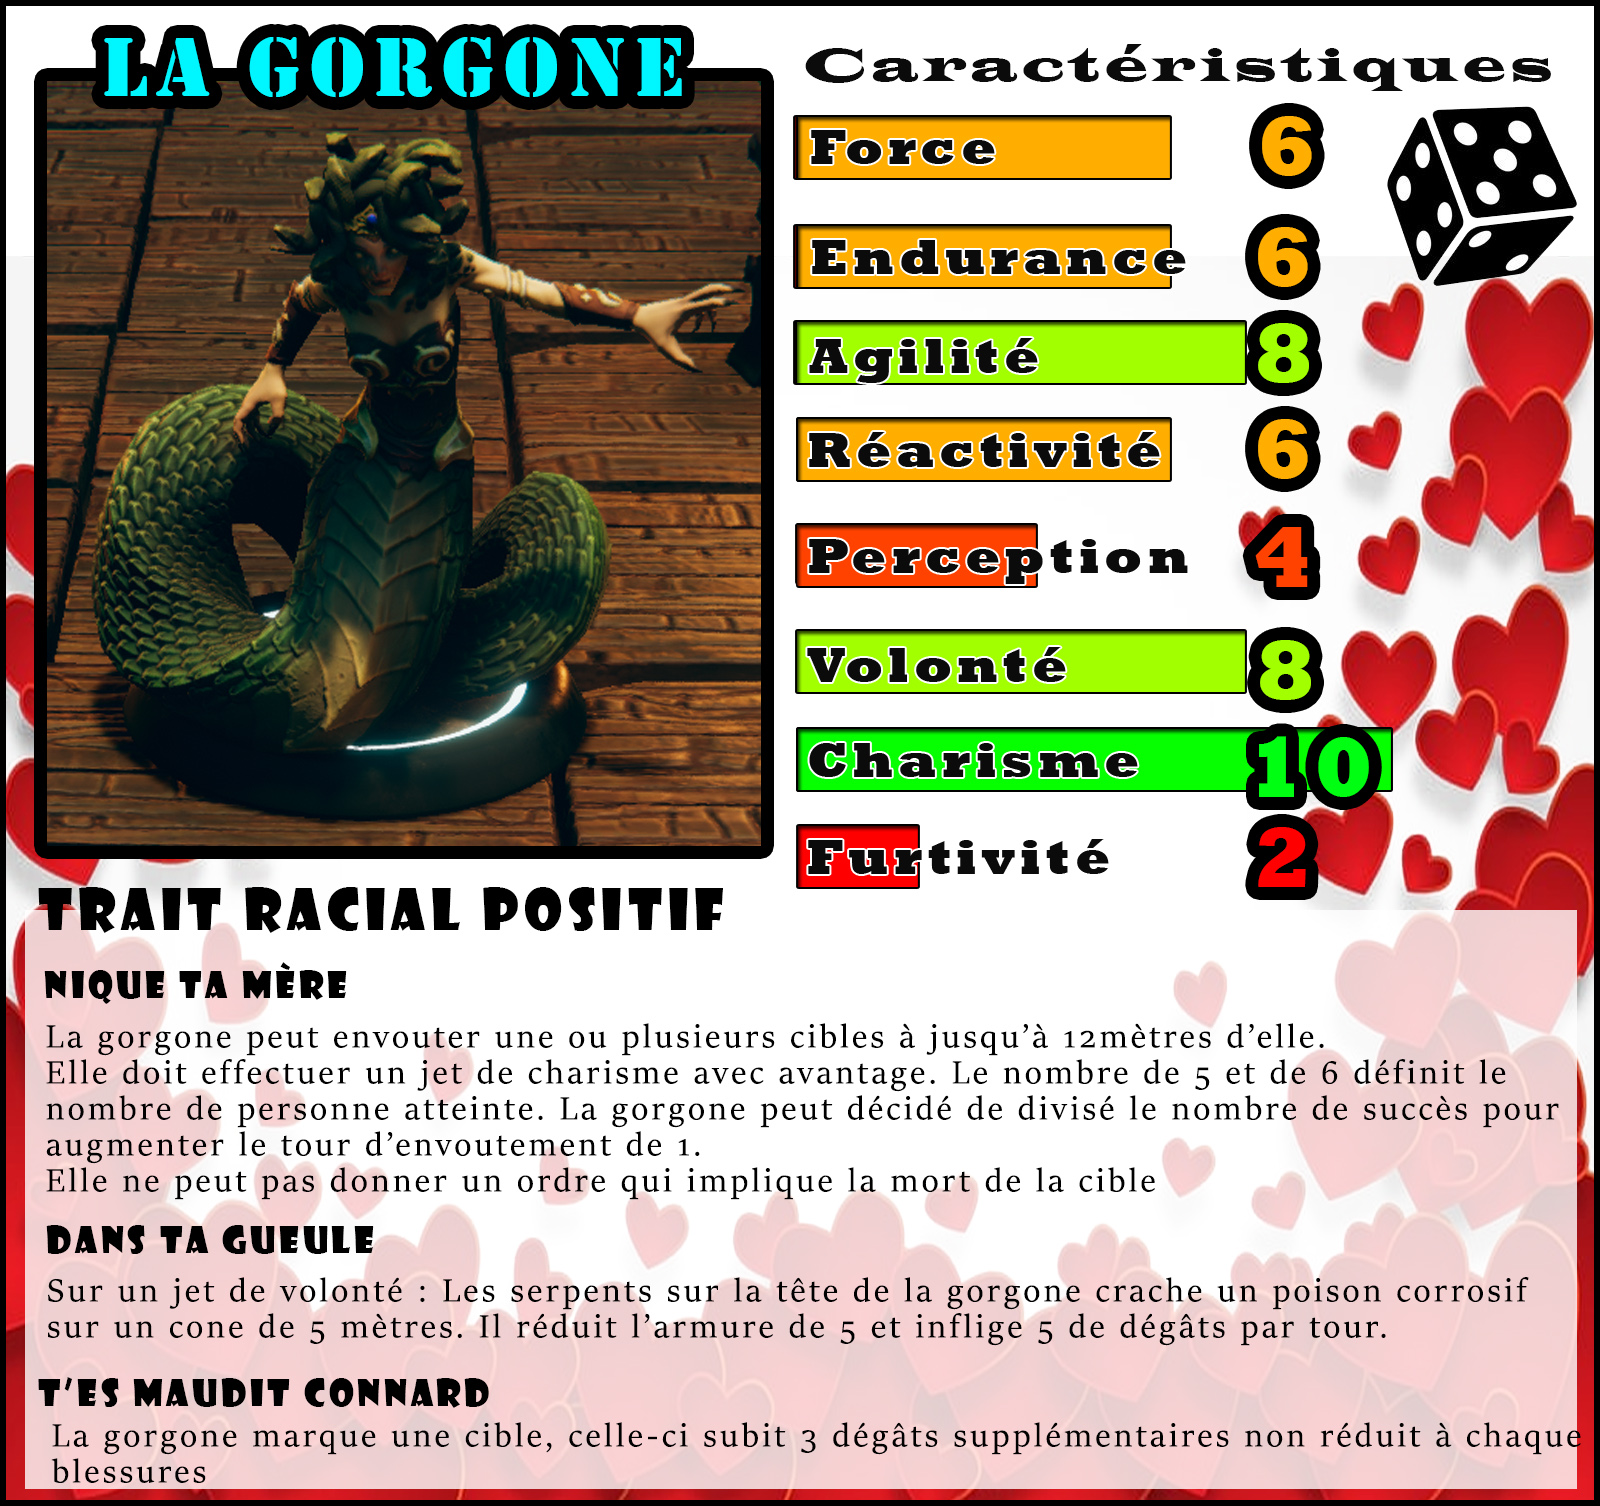 LA GORGONE
Caractéristiques
Force 6
Endurance 6
Agilité 8
Réactivité 6
Perception 4
Volonté 8
Charisme 10
Furtivité 2
TRAIT RACIAL POSITIF
NIQUE TA MÈRE
La gorgone peut envouter une ou plusieurs cibles à jusqu’à 12mètres d’elle.
Elle doit effectuer un jet de charisme avec avantage. Le nombre de 5 et de 6 définit le
nombre de personne atteinte. La gorgone peut décidé de divisé le nombre de succès pour
augmenter le tour d’envoutement de 1.
Elle ne peut pas donner un ordre qui implique la mort de la cible
DANS TA GUEULE
Sur un jet de volonté : Les serpents sur la tête de la gorgone crache un poison corrosif
sur un cone de 5 mètres. Il réduit l’armure de 5 et inflige 5 de dégâts par tour.
T’ES MAUDIT CONNARD
La gorgone marque une cible, celle-ci subit 3 dégâts supplémentaires non réduit à chaque
blessures